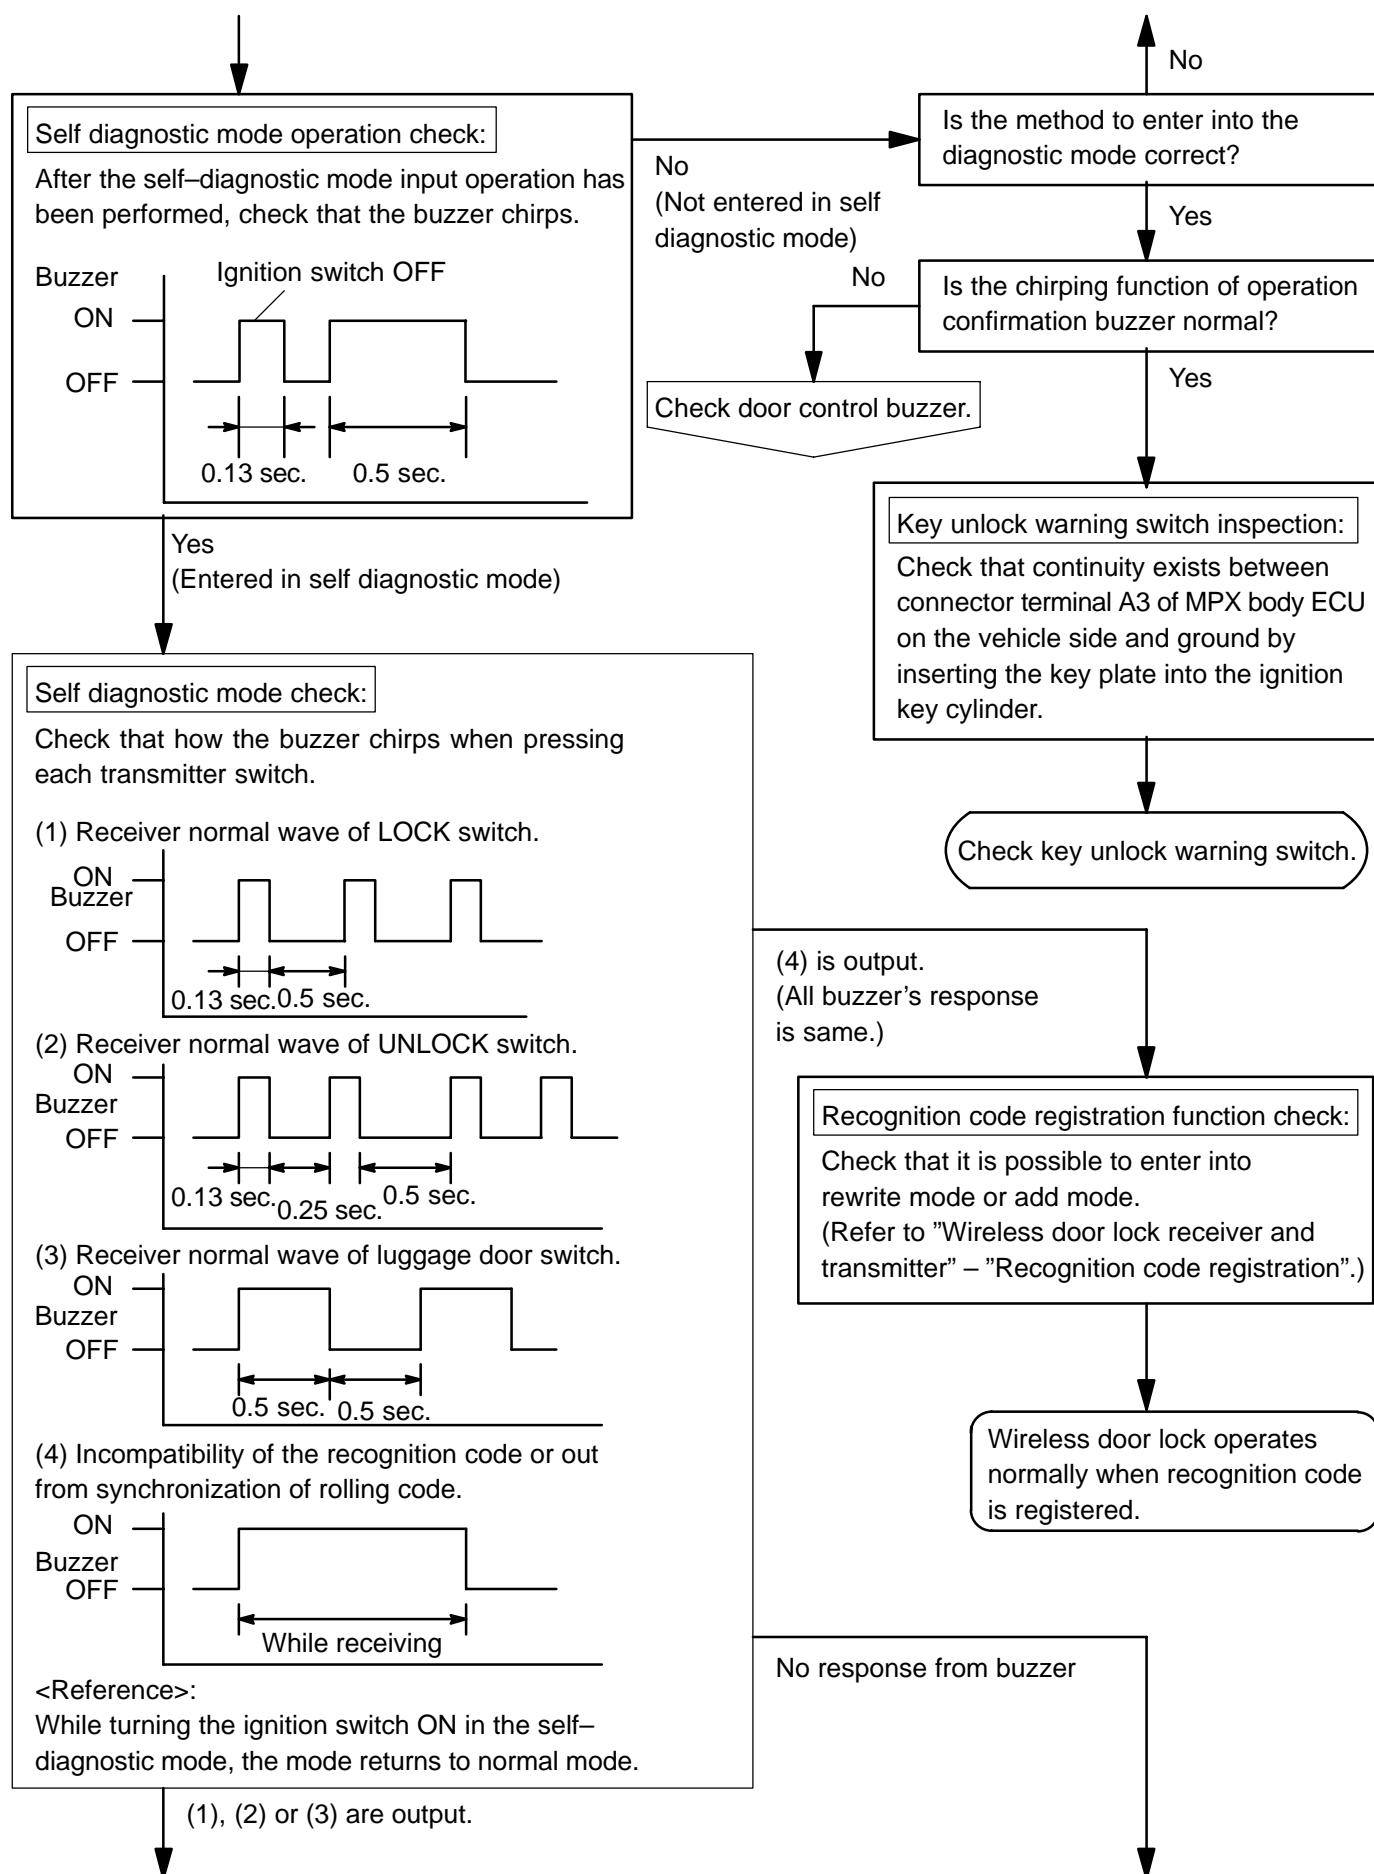 No
Self diagnostic mode operation check:
After the self–diagnostic mode input operation has
been performed, check that the buzzer chirps.
Buzzer
Ignition switch OFF
ON
OFF
0.13 sec.
0.5 sec.
No
(Not entered in self
diagnostic mode)
Is the method to enter into the
diagnostic mode correct?
Yes
No
Is the chirping function of operation
confirmation buzzer normal?
Yes
Check door control buzzer.
Key unlock warning switch inspection:
Check that continuity exists between
connector terminal A3 of MPX body ECU
on the vehicle side and ground by
inserting the key plate into the ignition
key cylinder.
Check key unlock warning switch.
Yes
(Entered in self diagnostic mode)
Self diagnostic mode check:
Check that how the buzzer chirps when pressing
each transmitter switch.
(1) Receiver normal wave of LOCK switch.
ON
Buzzer
OFF
0.13 sec.
0.5 sec.
(2) Receiver normal wave of UNLOCK switch.
ON
Buzzer
OFF
0.13 sec.
0.25 sec.
0.5 sec.
(3) Receiver normal wave of luggage door switch.
ON
Buzzer
OFF
0.5 sec.
0.5 sec.
(4) Incompatibility of the recognition code or out
from synchronization of rolling code.
ON
Buzzer
OFF
While receiving
<Reference>:
While turning the ignition switch ON in the self–
diagnostic mode, the mode returns to normal mode.
(4) is output.
(All buzzer’s response
is same.)
Recognition code registration function check:
Check that it is possible to enter into
rewrite mode or add mode.
(Refer to ”Wireless door lock receiver and
transmitter” – ”Recognition code registration”.)
Wireless door lock operates
normally when recognition code
is registered.
No response from buzzer
(1), (2) or (3) are output.